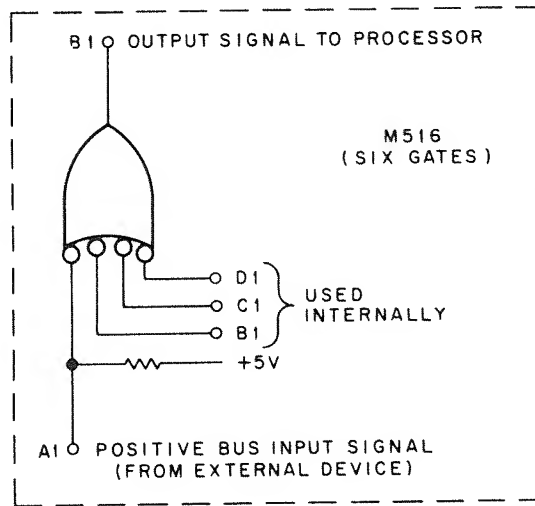 B1 OUTPUT SIGNAL TO PROCESSOR
M516
(SIX GATES)
D1
C1
B1
USED
INTERNALLY
+5V
A1 POSITIVE BUS INPUT SIGNAL
(FROM EXTERNAL DEVICE)